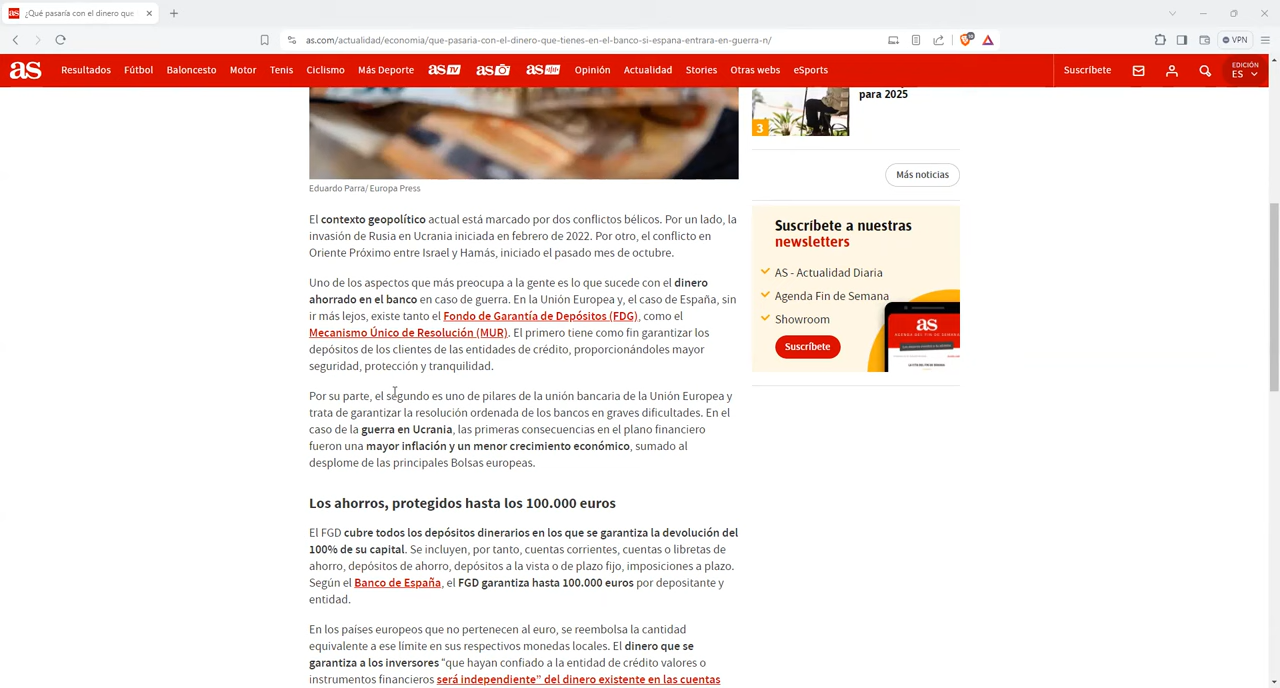 ¿Qué pasaría con el dinero que
as.com/actualidad/economia/que-pasaria-con-el-dinero-que-tienes-en-el-banco-si-espana-entrara-en-guerra-n/
VPN
as
Resultados Fútbol Baloncesto Motor Tenis Ciclismo Más Deporte as TV as as Opinión Actualidad Stories Otras webs eSports
Suscríbete
EDICIÓN
ES
para 2025
3
Más noticias
Eduardo Parra/ Europa Press
El contexto geopolítico actual está marcado por dos conflictos bélicos. Por un lado, la
invasión de Rusia en Ucrania iniciada en febrero de 2022. Por otro, el conflicto en
Oriente Próximo entre Israel y Hamás, iniciado el pasado mes de octubre.
Uno de los aspectos que más preocupa a la gente es lo que sucede con el dinero
ahorrado en el banco en caso de guerra. En la Unión Europea y, el caso de España, sin
ir más lejos, existe tanto el Fondo de Garantía de Depósitos (FDG), como el
Mecanismo Único de Resolución (MUR). El primero tiene como fin garantizar los
depósitos de los clientes de las entidades de crédito, proporcionándoles mayor
seguridad, protección y tranquilidad.
Por su parte, el segundo es uno de pilares de la unión bancaria de la Unión Europea y
trata de garantizar la resolución ordenada de los bancos en graves dificultades. En el
caso de la guerra en Ucrania, las primeras consecuencias en el plano financiero
fueron una mayor inflación y un menor crecimiento económico, sumado al
desplome de las principales Bolsas europeas.
Los ahorros, protegidos hasta los 100.000 euros
El FGD cubre todos los depósitos dinerarios en los que se garantiza la devolución del
100% de su capital. Se incluyen, por tanto, cuentas corrientes, cuentas o libretas de
ahorro, depósitos de ahorro, depósitos a la vista o de plazo fijo, imposiciones a plazo.
Según el Banco de España, el FGD garantiza hasta 100.000 euros por depositante y
entidad.
En los países europeos que no pertenecen al euro, se reembolsa la cantidad
equivalente a ese límite en sus respectivos monedas locales. El dinero que se
garantiza a los inversores "que hayan confiado a la entidad de crédito valores o
instrumentos financieros será independiente" del dinero existente en las cuentas
Suscríbete a nuestras
newsletters
AS - Actualidad Diaria
Agenda Fin de Semana
Showroom
Suscríbete
as